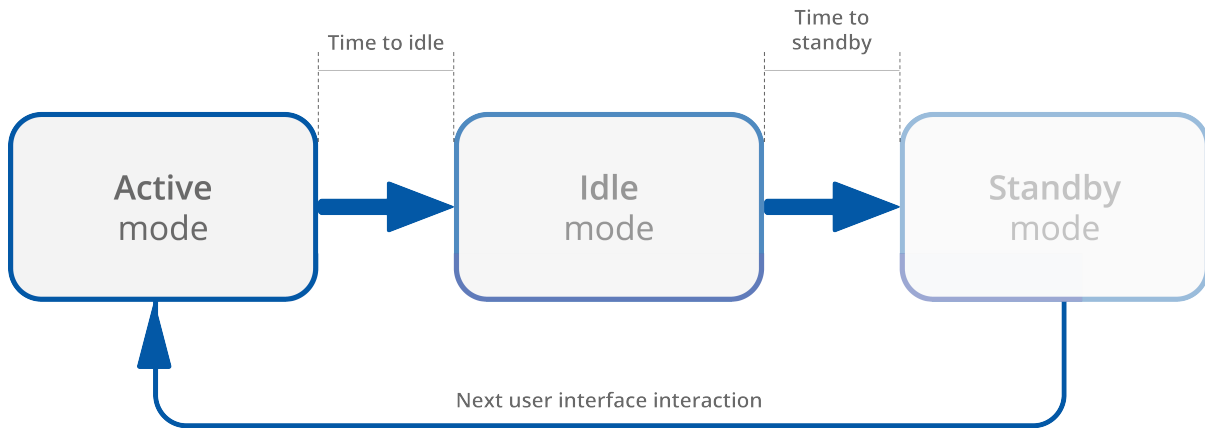 Time to idle
Time to
standby
Active
mode
Idle
mode
Standby
mode
Next user interface interaction